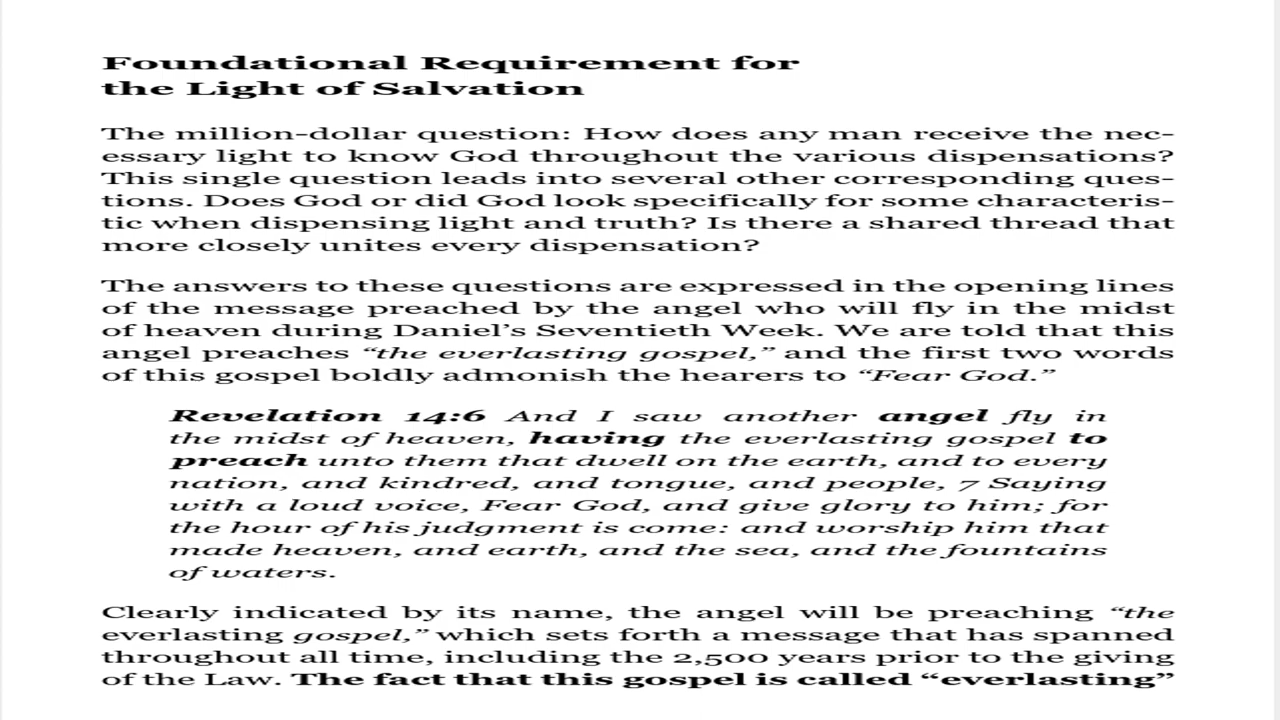 Foundational Requirement for
the Light of Salvation
The million-dollar question: How does any man receive the nec-
essary light to know God throughout the various dispensations?
This single question leads into several other corresponding ques-
tions. Does God or did God look specifically for some characteris-
tic when dispensing light and truth? Is there a shared thread that
more closely unites every dispensation?
The answers to these questions are expressed in the opening lines
of the message preached by the angel who will fly in the midst
of heaven during Daniel’s Seventieth Week. We are told that this
angel preaches “the everlasting gospel,” and the first two words
of this gospel boldly admonish the hearers to “Fear God.”
Revelation 14:6 And I saw another angel fly in
the midst of heaven, having the everlasting gospel to
preach unto them that dwell on the earth, and to every
nation, and kindred, and tongue, and people, 7 Saying
with a loud voice, Fear God, and give glory to him; for
the hour of his judgment is come: and worship him that
made heaven, and earth, and the sea, and the fountains
of waters.
Clearly indicated by its name, the angel will be preaching “the
everlasting gospel,” which sets forth a message that has spanned
throughout all time, including the 2,500 years prior to the giving
of the Law. The fact that this gospel is called “everlasting”